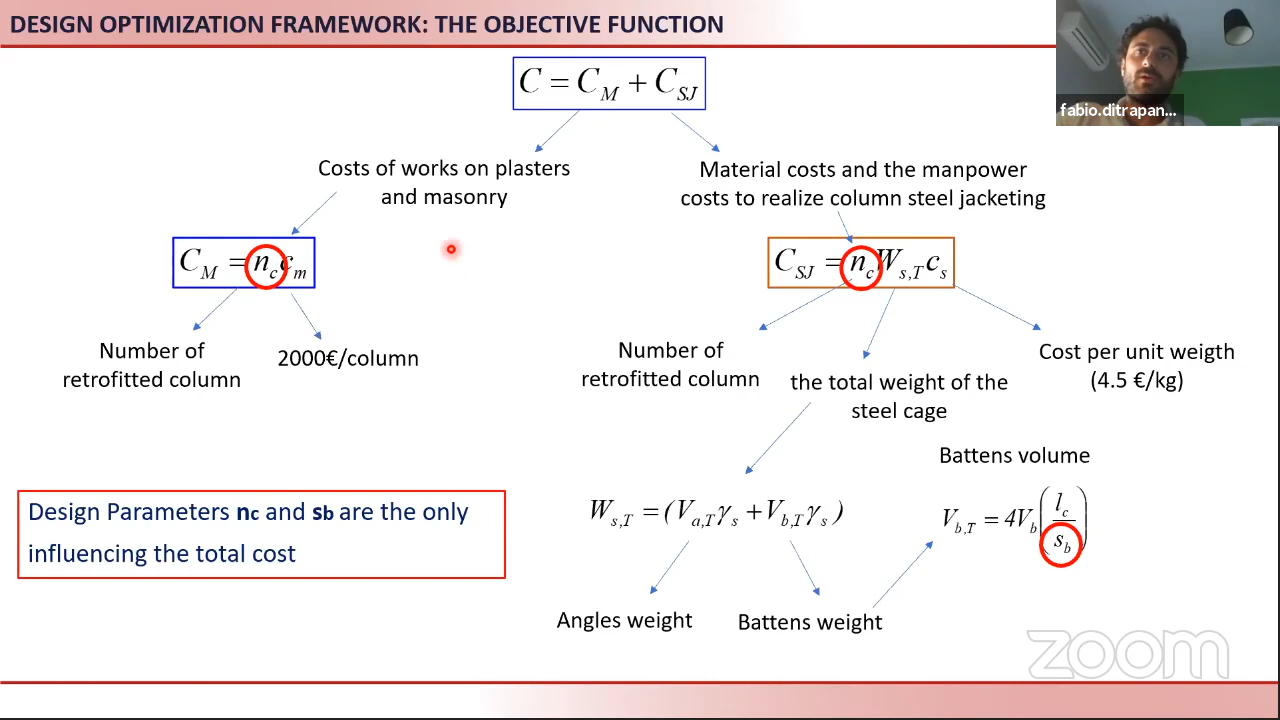 DESIGN OPTIMIZATION FRAMEWORK: THE OBJECTIVE FUNCTION
fabio.ditrapan...
C = C_M + C_SJ
Costs of works on plasters
and masonry
Material costs and the manpower
costs to realize column steel jacketing
C_M = n_c c_m
C_SJ = n_c W_s,T c_s
Number of
retrofitted column
2000€/column
Number of
retrofitted column
the total weight of the
steel cage
Cost per unit weigth
(4.5 €/kg)
Battens volume
Design Parameters nc and sb are the only
influencing the total cost
W_s,T = (V_a,T γ_s + V_b,T γ_s)
V_b,T = 4V_b (l_c / s_b)
Angles weight
Battens weight
zoom